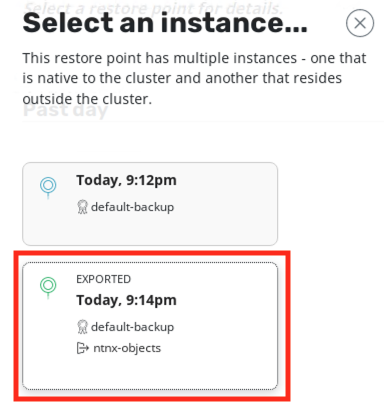 Select a restore point for details.
Select an instance...
This restore point has multiple instances - one that
is native to the cluster and another that resides
outside the cluster.
Past day
Today, 9:12pm
default-backup
EXPORTED
Today, 9:14pm
default-backup
ntnx-objects